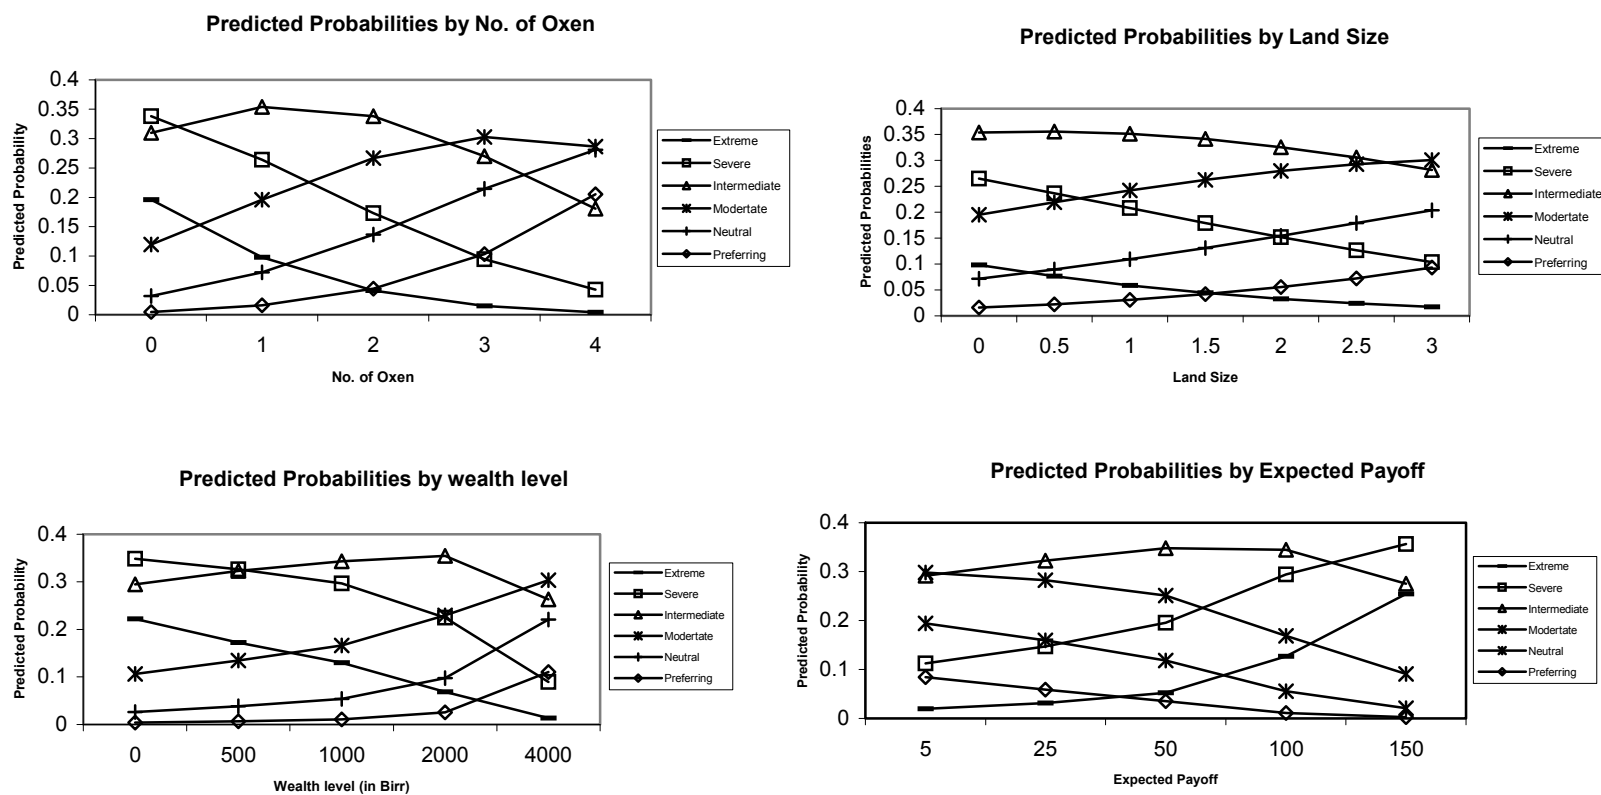 Predicted Probabilities by No. of Oxen
Predicted Probability
0.4
0.35
0.3
0.25
0.2
0.15
0.1
0.05
0
0 1 2 3 4
No. of Oxen
Extreme
Severe
Intermediate
Modertate
Neutral
Preferring
Predicted Probabilities by Land Size
Predicted Probabilities
0.4
0.35
0.3
0.25
0.2
0.15
0.1
0.05
0
0 0.5 1 1.5 2 2.5 3
Land Size
Extreme
Severe
Intermediate
Modertate
Neutral
Preferring
Predicted Probabilities by wealth level
Predicted Probability
0.4
0.3
0.2
0.1
0
0 500 1000 2000 4000
Wealth level (in Birr)
Extreme
Severe
Intermediate
Modertate
Neutral
Preferring
Predicted Probabilities by Expected Payoff
Predicted Probability
0.4
0.3
0.2
0.1
0
5 25 50 100 150
Expected Payoff
Extreme
Severe
Intermediate
Modertate
Neutral
Preferring